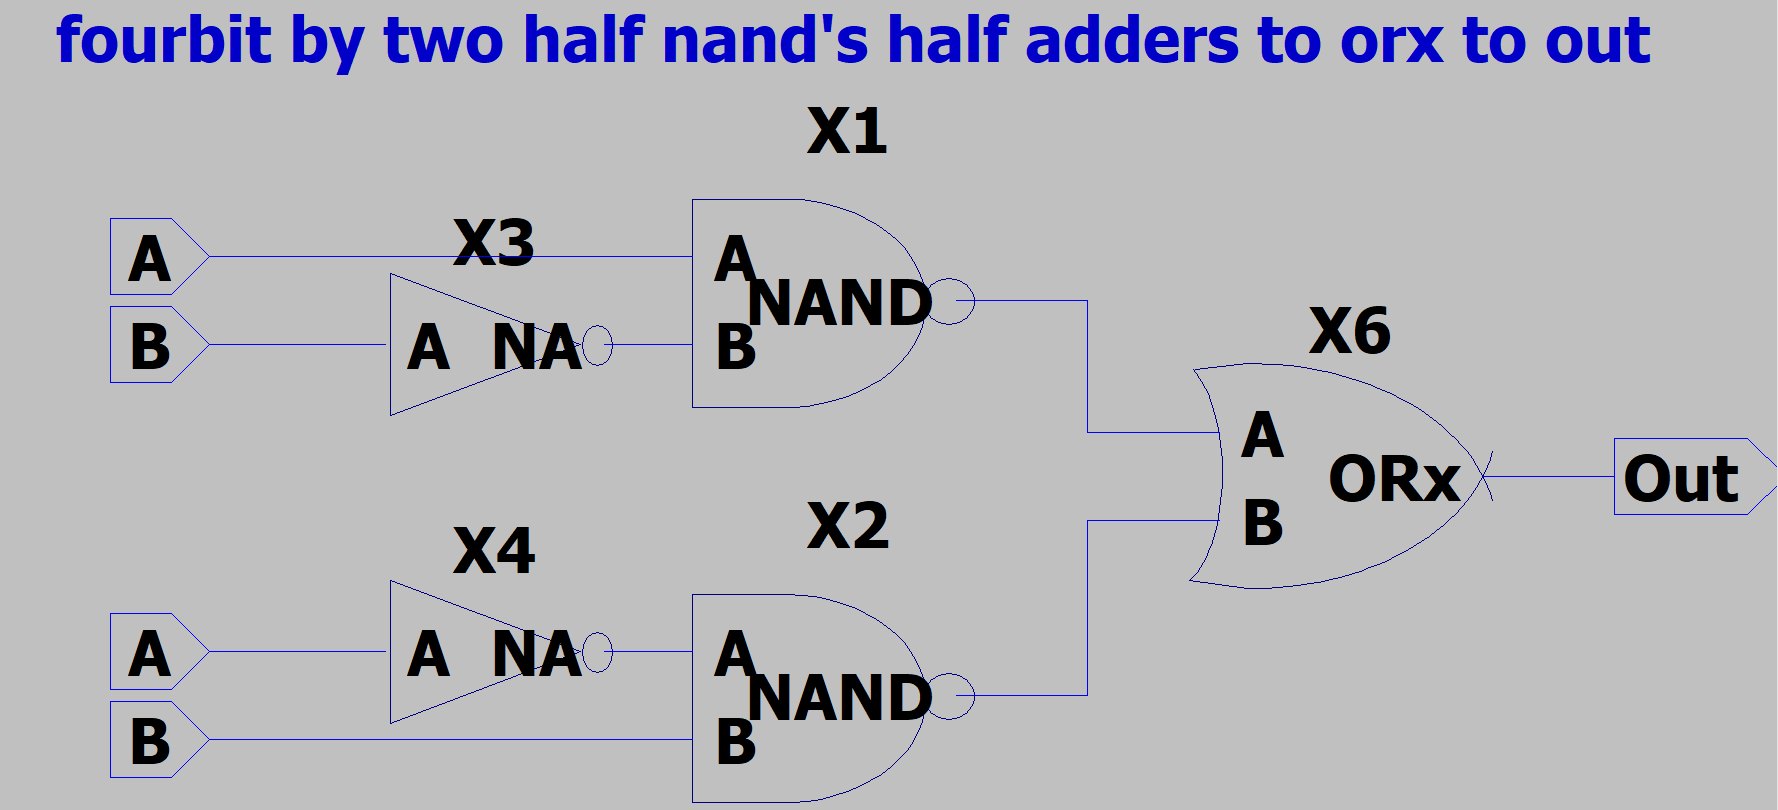 fourbit by two half nand's half adders to orx to out
X1
A
X3
A
NAND
B
A
NA
B
X6
A
ORx
B
Out
X2
X4
A
A
NA
A
NAND
B
B